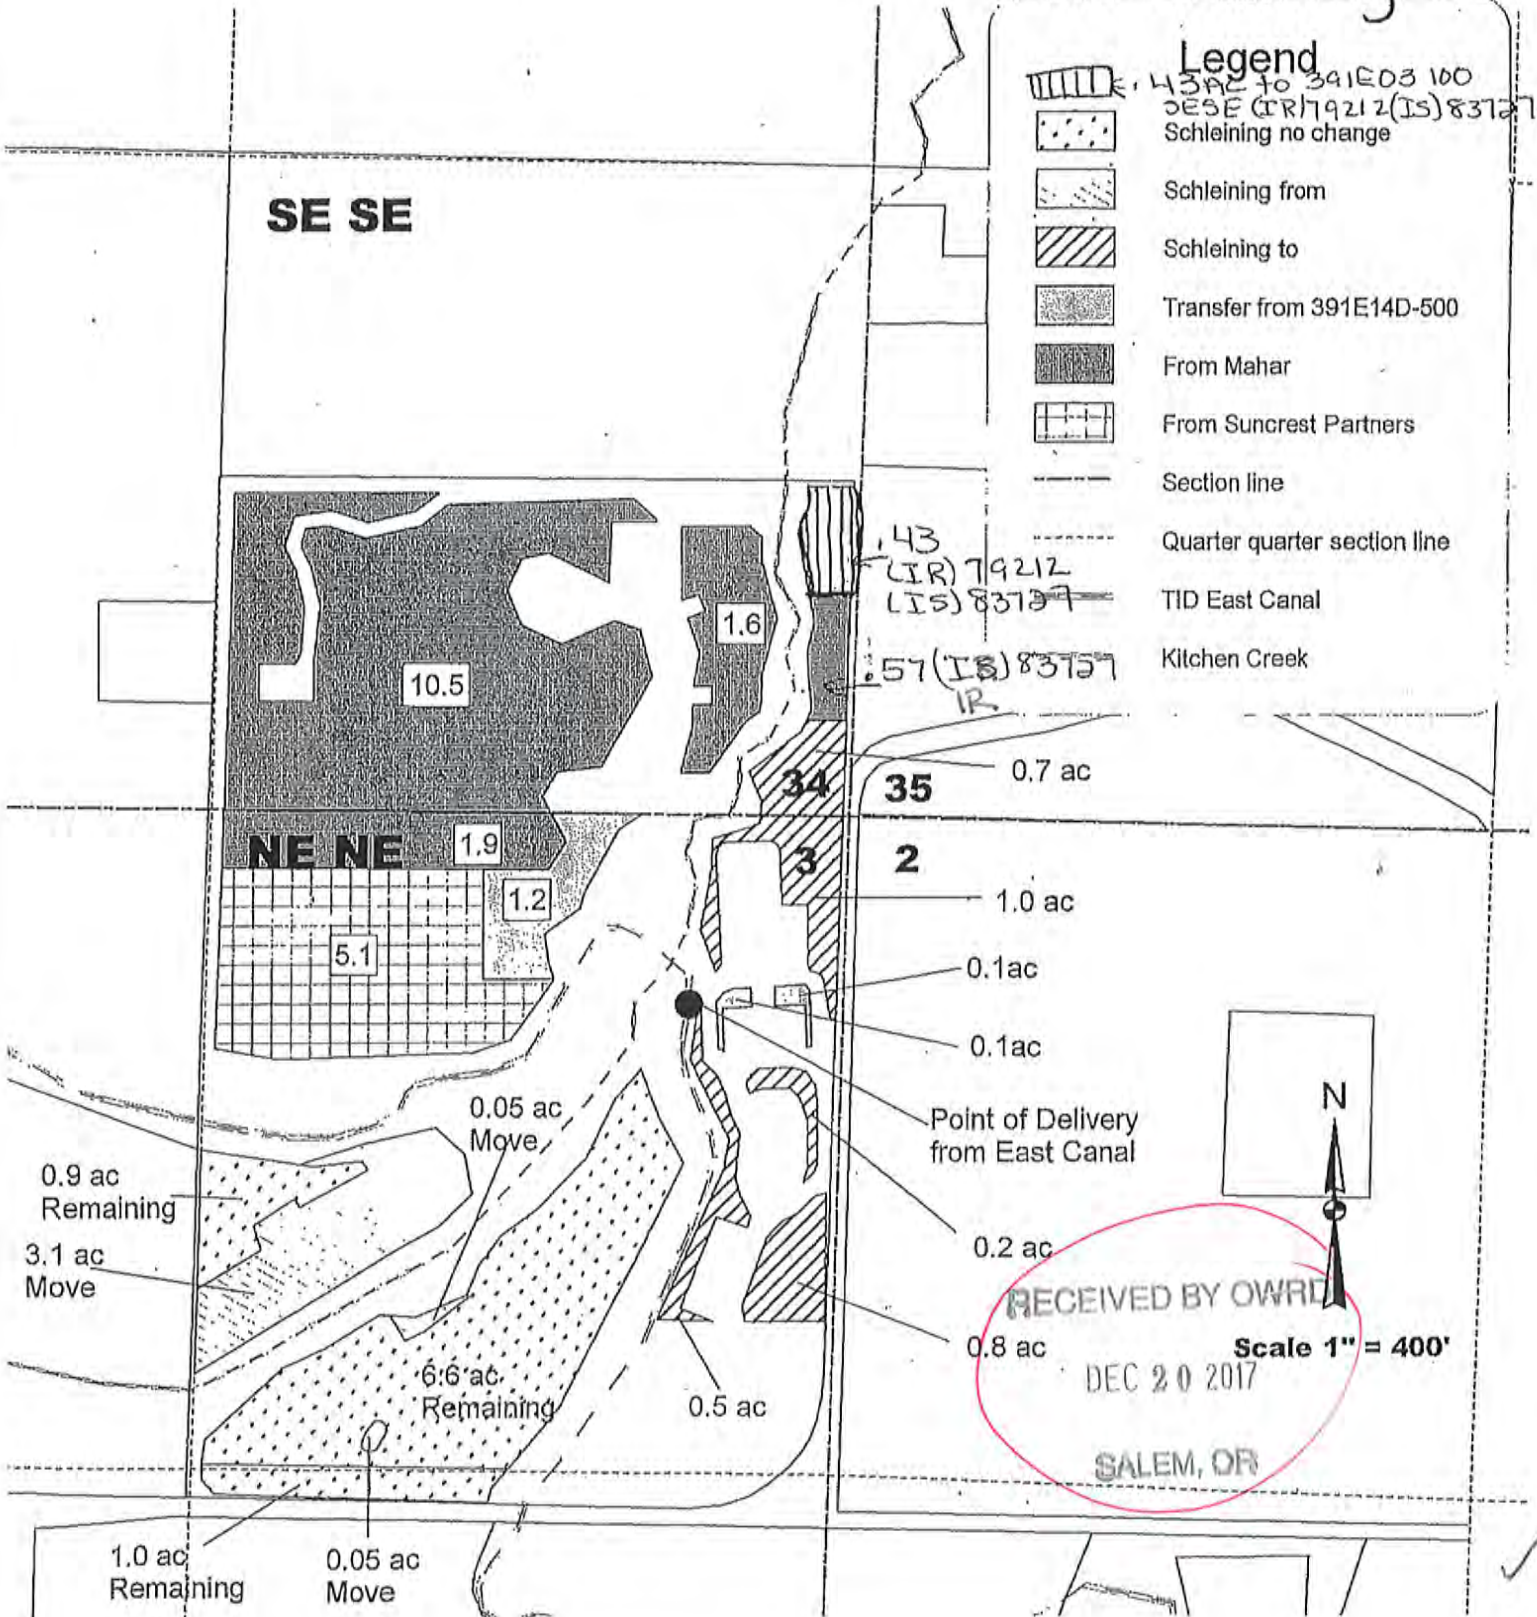 Legend
.43AC to 391E03 100
SESE (IR)79212(IS)83727
Schleining no change
Schleining from
Schleining to
Transfer from 391E14D-500
From Mahar
From Suncrest Partners
Section line
Quarter quarter section line
TID East Canal
Kitchen Creek
SE SE
.43
(IR) 79212
(IS) 83727
.57 (IS) 83727
IR
1.6
10.5
0.7 ac
34
35
NE NE
1.9
3
2
1.2
1.0 ac
5.1
0.1ac
0.1ac
N
0.05 ac
Move
Point of Delivery
from East Canal
0.9 ac
Remaining
3.1 ac
Move
0.2 ac
RECEIVED BY OWRD
0.8 ac
Scale 1" = 400'
DEC 20 2017
6.6 ac
Remaining
0.5 ac
SALEM, OR
1.0 ac
Remaining
0.05 ac
Move